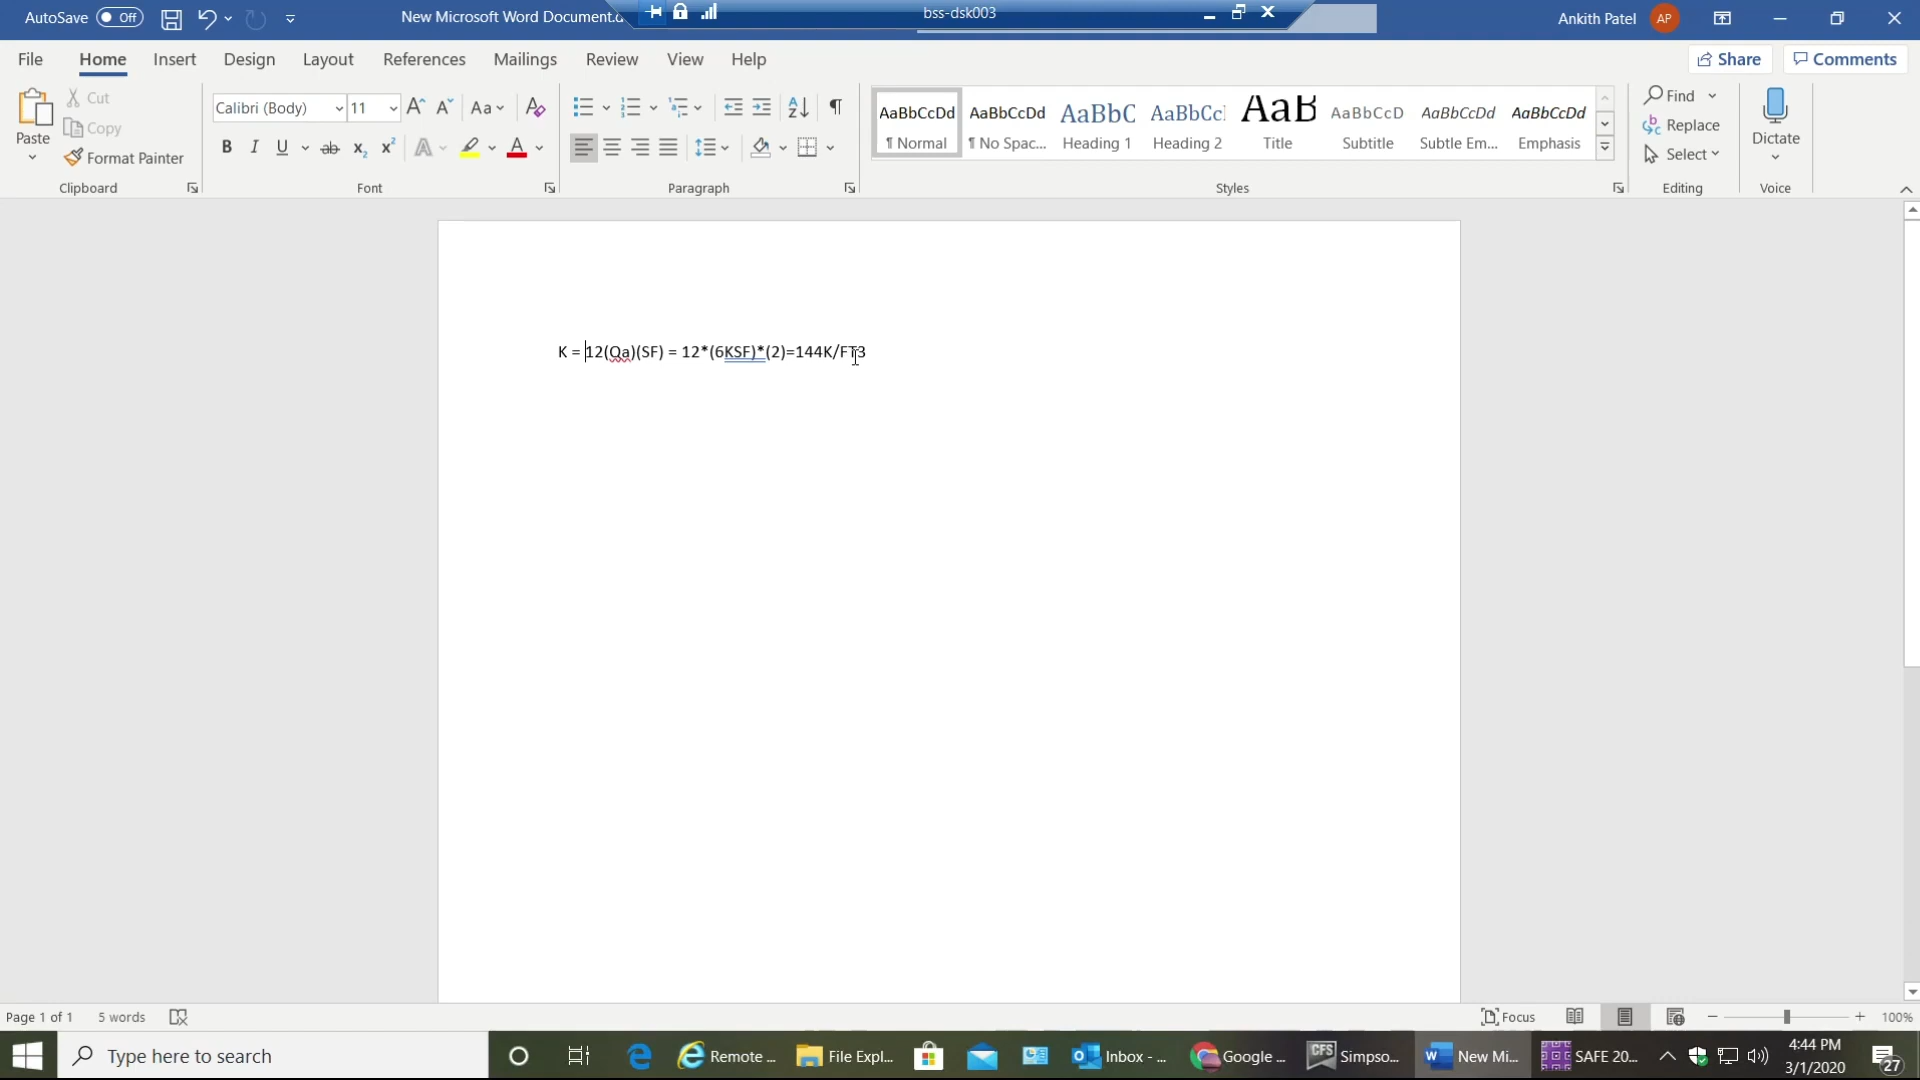 AutoSave Off New Microsoft Word Document.d bss-dsk003 Ankith Patel AP
File Home Insert Design Layout References Mailings Review View Help Share Comments
Paste Cut Copy Format Painter Clipboard
Calibri (Body) 11 Aa Font
Paragraph
AaBbCcDd AaBbCcDd AaBbC AaBbCcI AaB AaBbCcD AaBbCcDd AaBbCcDd
¶ Normal ¶ No Spac... Heading 1 Heading 2 Title Subtitle Subtle Em... Emphasis
Styles
Find
Replace
Select
Editing
Dictate
Voice
K = 12(Qa)(SF) = 12*(6KSF)*(2)=144K/FT3
Page 1 of 1 5 words Focus 100%
Type here to search Remote ... File Expl... Inbox - ... Google ... CFS Simpso... New Mi... SAFE 20... 4:44 PM
3/1/2020 27